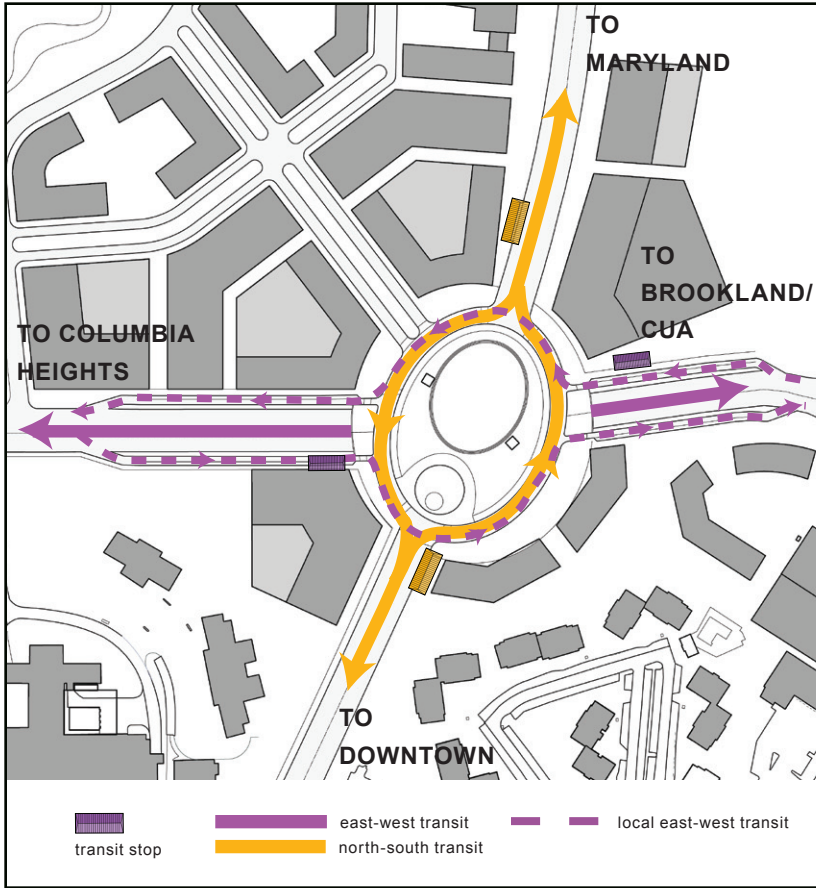 TO
MARYLAND
TO
BROOKLAND/
CUA
TO COLUMBIA
HEIGHTS
TO
DOWNTOWN
transit stop
east-west transit
north-south transit
local east-west transit